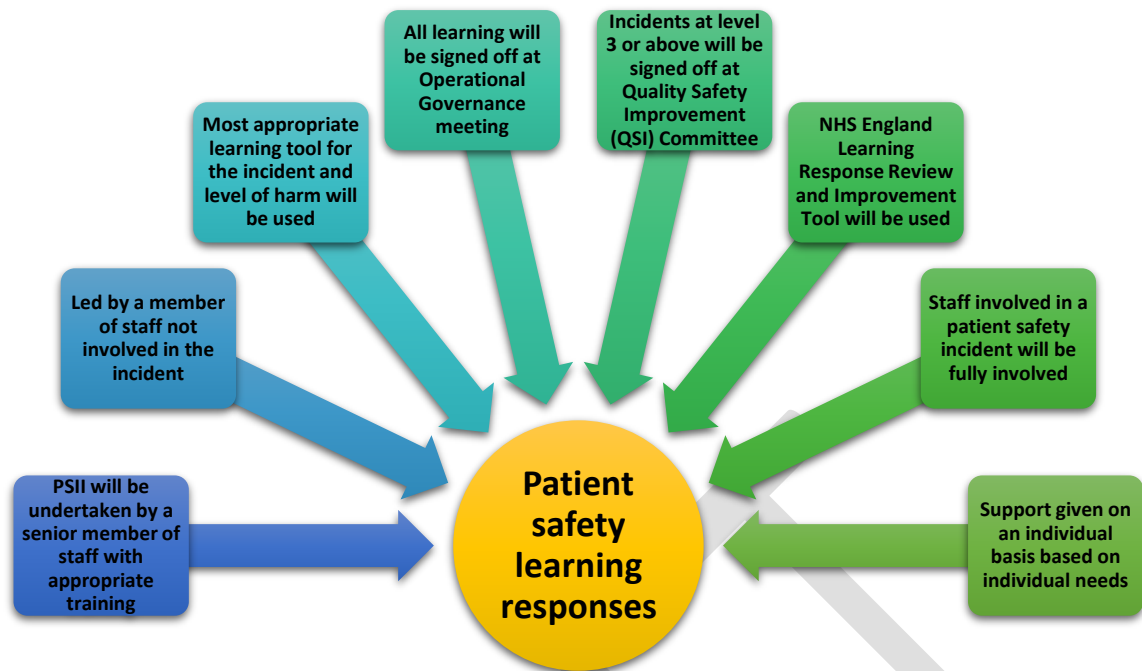 PSII will be
undertaken by a
senior member of
staff with
appropriate
training
Led by a member
of staff not
involved in the
incident
Most appropriate
learning tool for
the incident and
level of harm will
be used
All learning will
be signed off at
Operational
Governance
meeting
Incidents at level
3 or above will be
signed off at
Quality Safety
Improvement
(QSI) Committee
NHS England
Learning
Response Review
and Improvement
Tool will be used
Staff involved in a
patient safety
incident will be
fully involved
Support given on
an individual
basis based on
individual needs
Patient
safety
learning
responses